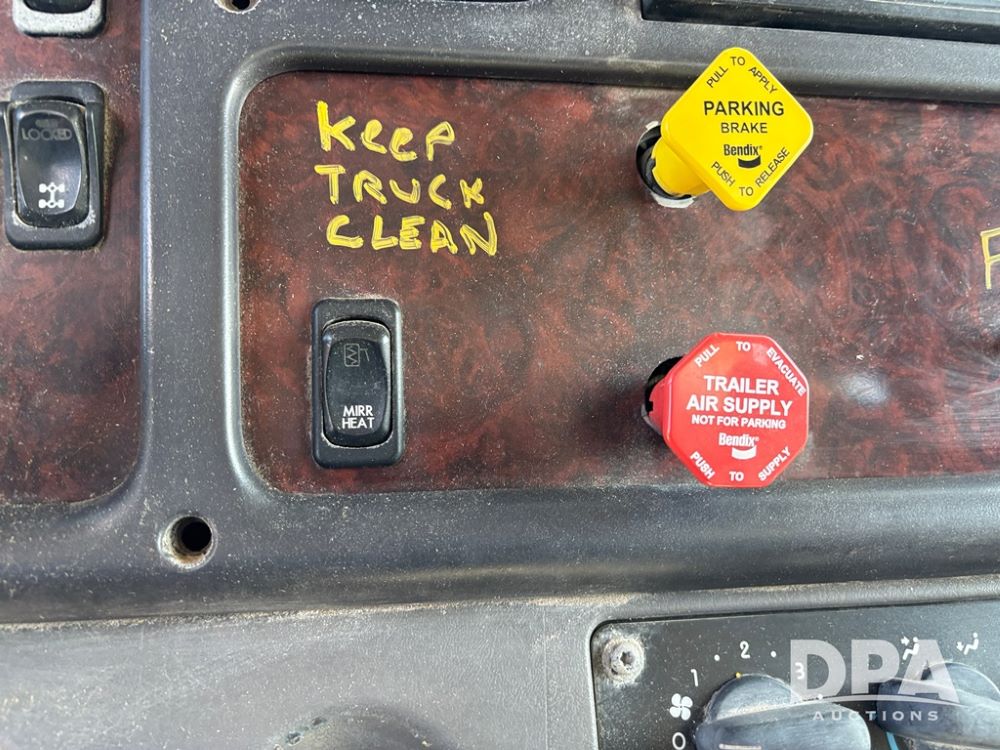 LOCKED
KEEP
TRUCK
CLEAN
MIRR
HEAT
PULL TO APPLY
PARKING
BRAKE
Bendix®
PUSH TO RELEASE
PULL TO EVACUATE
TRAILER
AIR SUPPLY
NOT FOR PARKING
Bendix®
PUSH TO SUPPLY
0 1 2 3
DPA
AUCTIONS